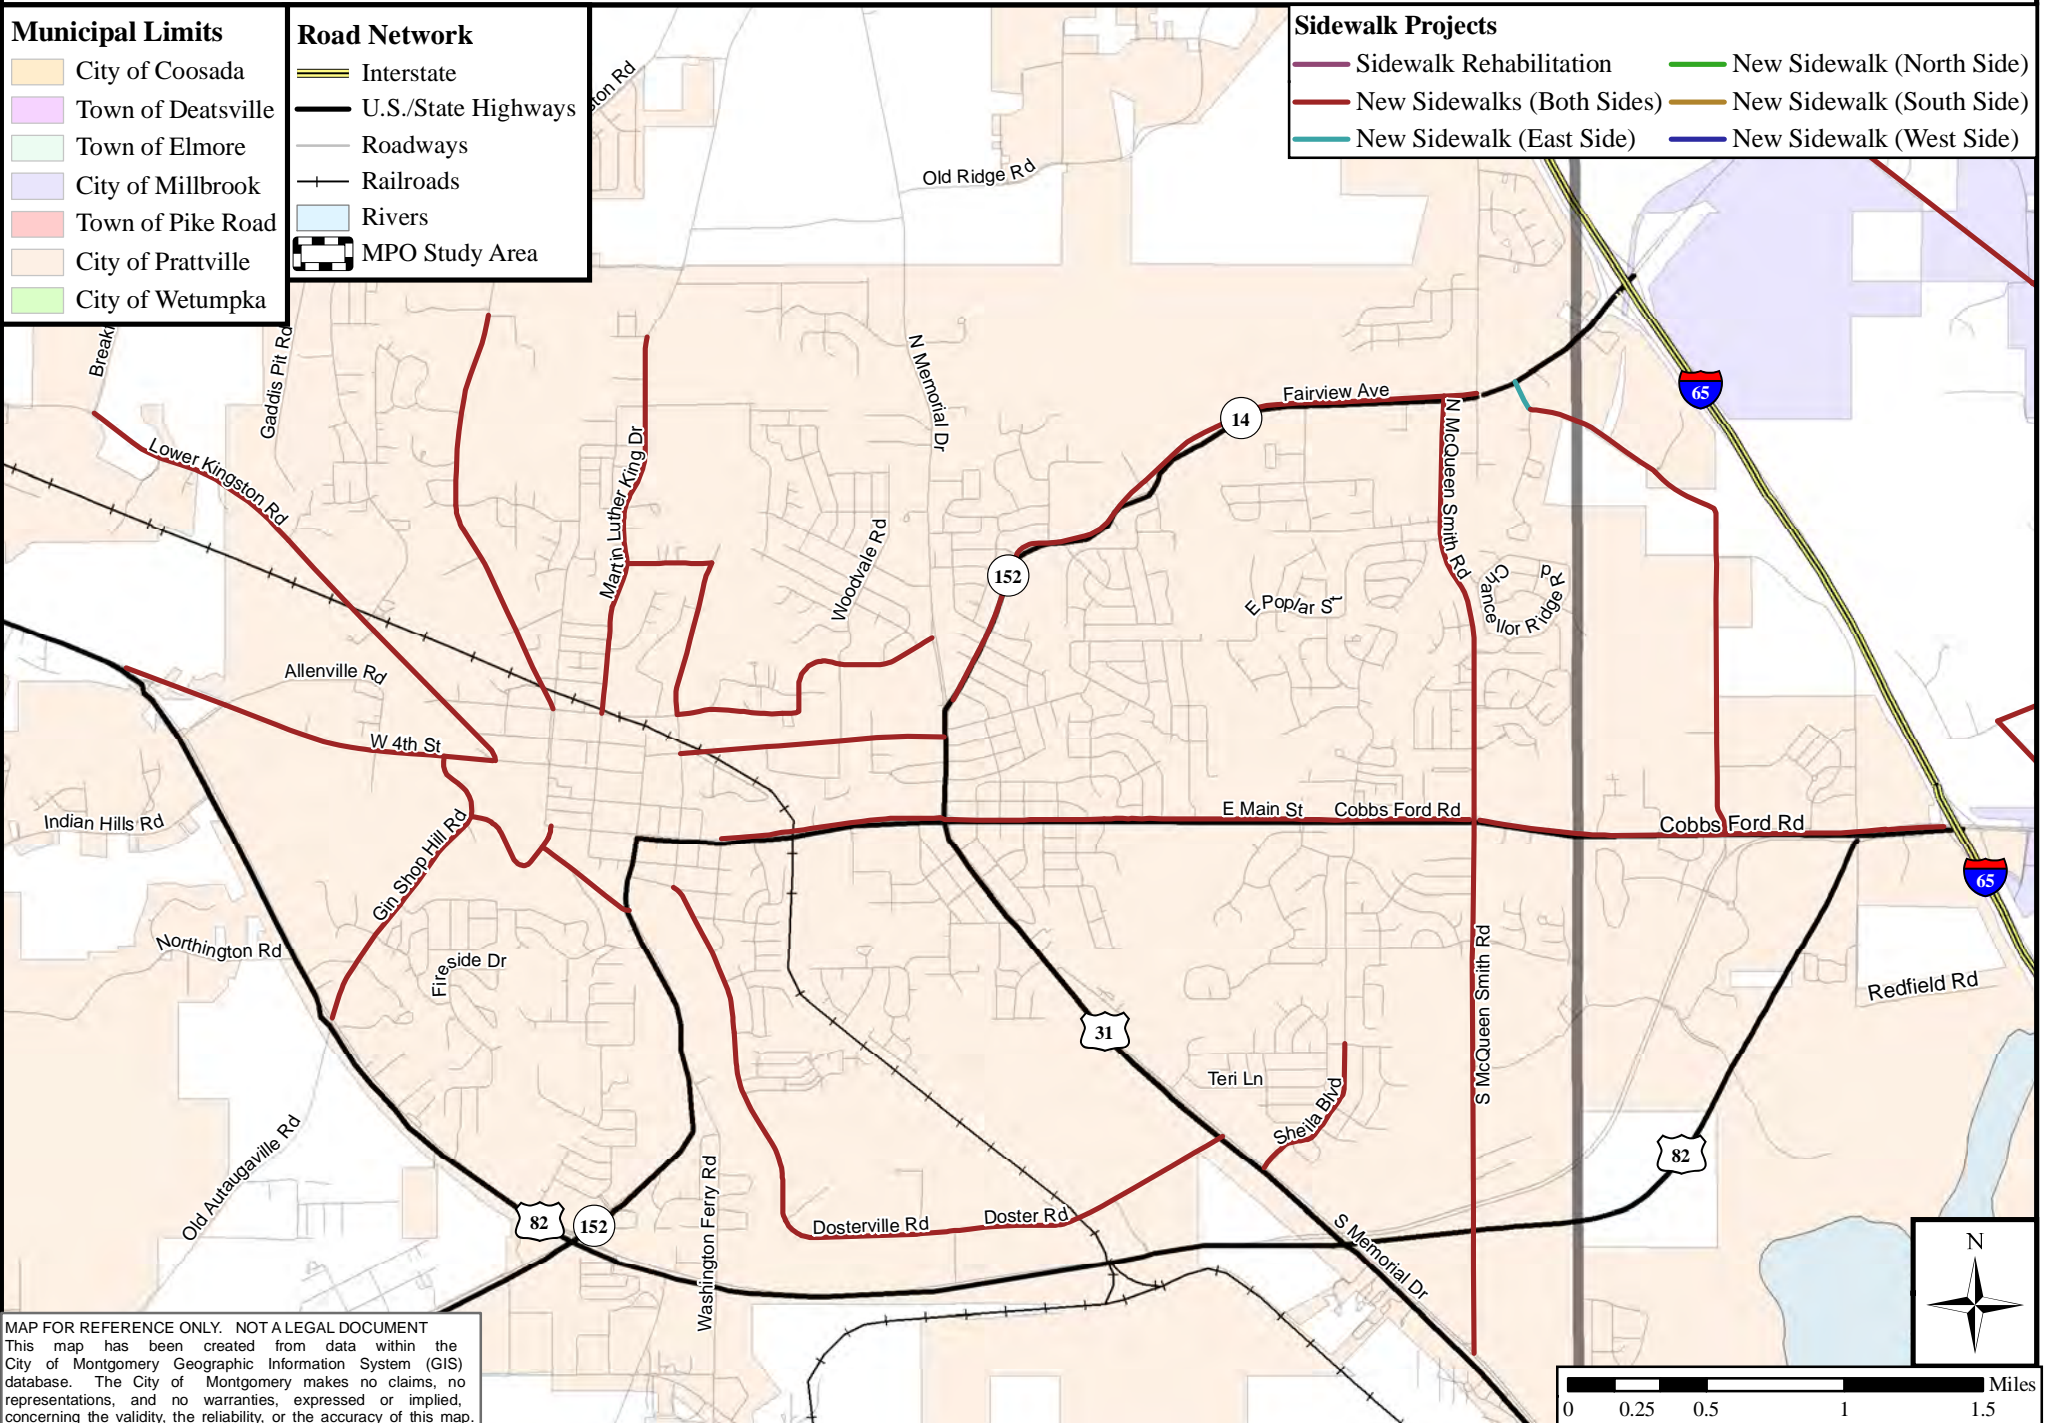 Municipal Limits
City of Coosada
Town of Deatsville
Town of Elmore
City of Millbrook
Town of Pike Road
City of Prattville
City of Wetumpka
Road Network
Interstate
U.S./State Highways
Roadways
Railroads
Rivers
MPO Study Area
Sidewalk Projects
Sidewalk Rehabilitation
New Sidewalks (Both Sides)
New Sidewalk (East Side)
New Sidewalk (North Side)
New Sidewalk (South Side)
New Sidewalk (West Side)
ston Rd
Old Ridge Rd
Breaki
Gaddis Pit Rd
N Memorial Dr
Fairview Ave
65
14
Lower Kingston Rd
Martin Luther King Dr
N McQueen Smith Rd
Woodvale Rd
152
E Poplar St
Chancellor Ridge Rd
Allenville Rd
W 4th St
Indian Hills Rd
E Main St
Cobbs Ford Rd
Cobbs Ford Rd
Gin Shop Hill Rd
65
Northington Rd
Fireside Dr
S McQueen Smith Rd
Redfield Rd
31
Teri Ln
Sheila Blvd
Old Autaugaville Rd
82
Washington Ferry Rd
82
152
Dosterville Rd
Doster Rd
S Memorial Dr
N
MAP FOR REFERENCE ONLY. NOT A LEGAL DOCUMENT
This map has been created from data within the
City of Montgomery Geographic Information System (GIS)
database. The City of Montgomery makes no claims, no
representations, and no warranties, expressed or implied,
concerning the validity, the reliability, or the accuracy of this map.
Miles
0 0.25 0.5 1 1.5